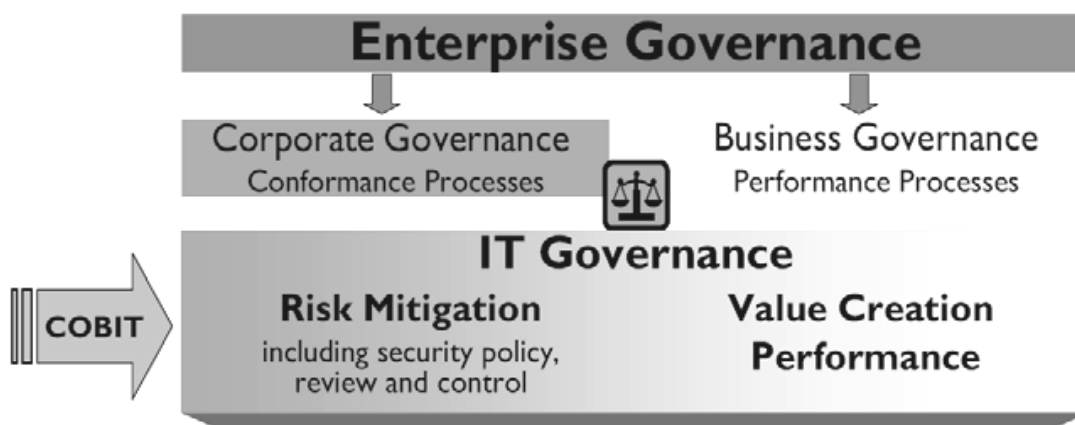 Enterprise Governance
Corporate Governance
Conformance Processes
Business Governance
Performance Processes
IT Governance
COBIT
Risk Mitigation
including security policy,
review and control
Value Creation
Performance